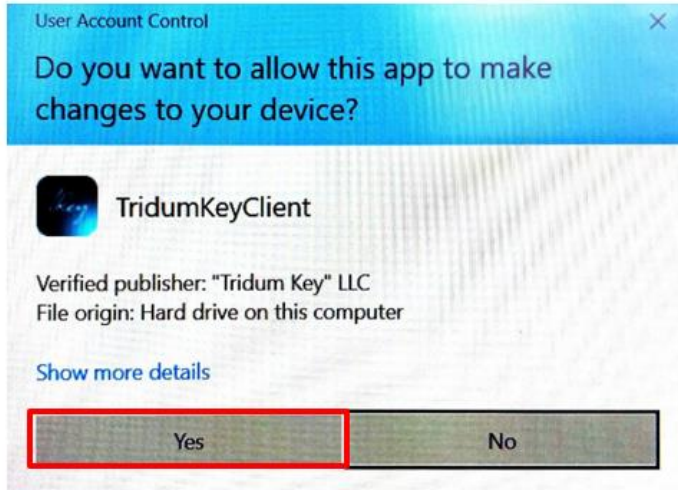 User Account Control
Do you want to allow this app to make
changes to your device?
Key
TridumKeyClient
Verified publisher: "Tridum Key" LLC
File origin: Hard drive on this computer
Show more details
Yes
No